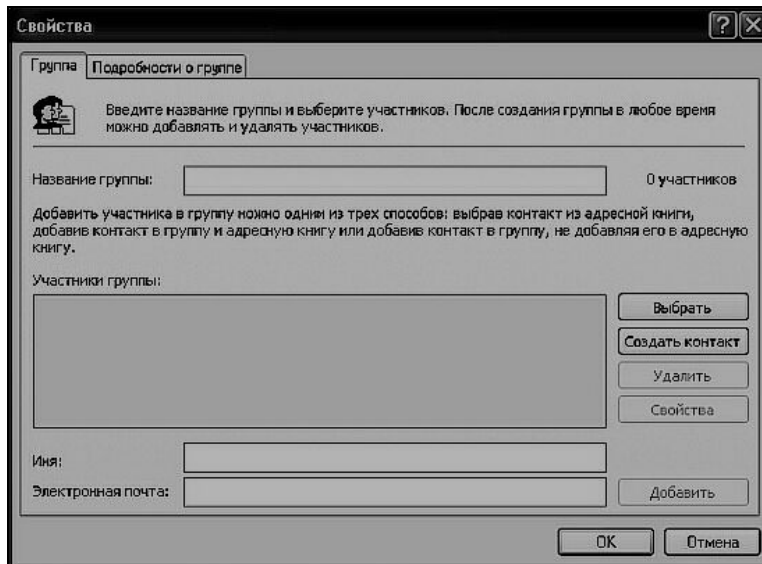 Свойства
Группа Подробности о группе
Введите название группы и выберите участников. После создания группы в любое время
можно добавлять и удалять участников.
Название группы: 0 участников
Добавить участника в группу можно одним из трех способов: выбрав контакт из адресной книги,
добавив контакт в группу и адресную книгу или добавив контакт в группу, не добавляя его в адресную
книгу.
Участники группы:
Выбрать
Создать контакт
Удалить
Свойства
Имя:
Электронная почта: Добавить
OK Отмена